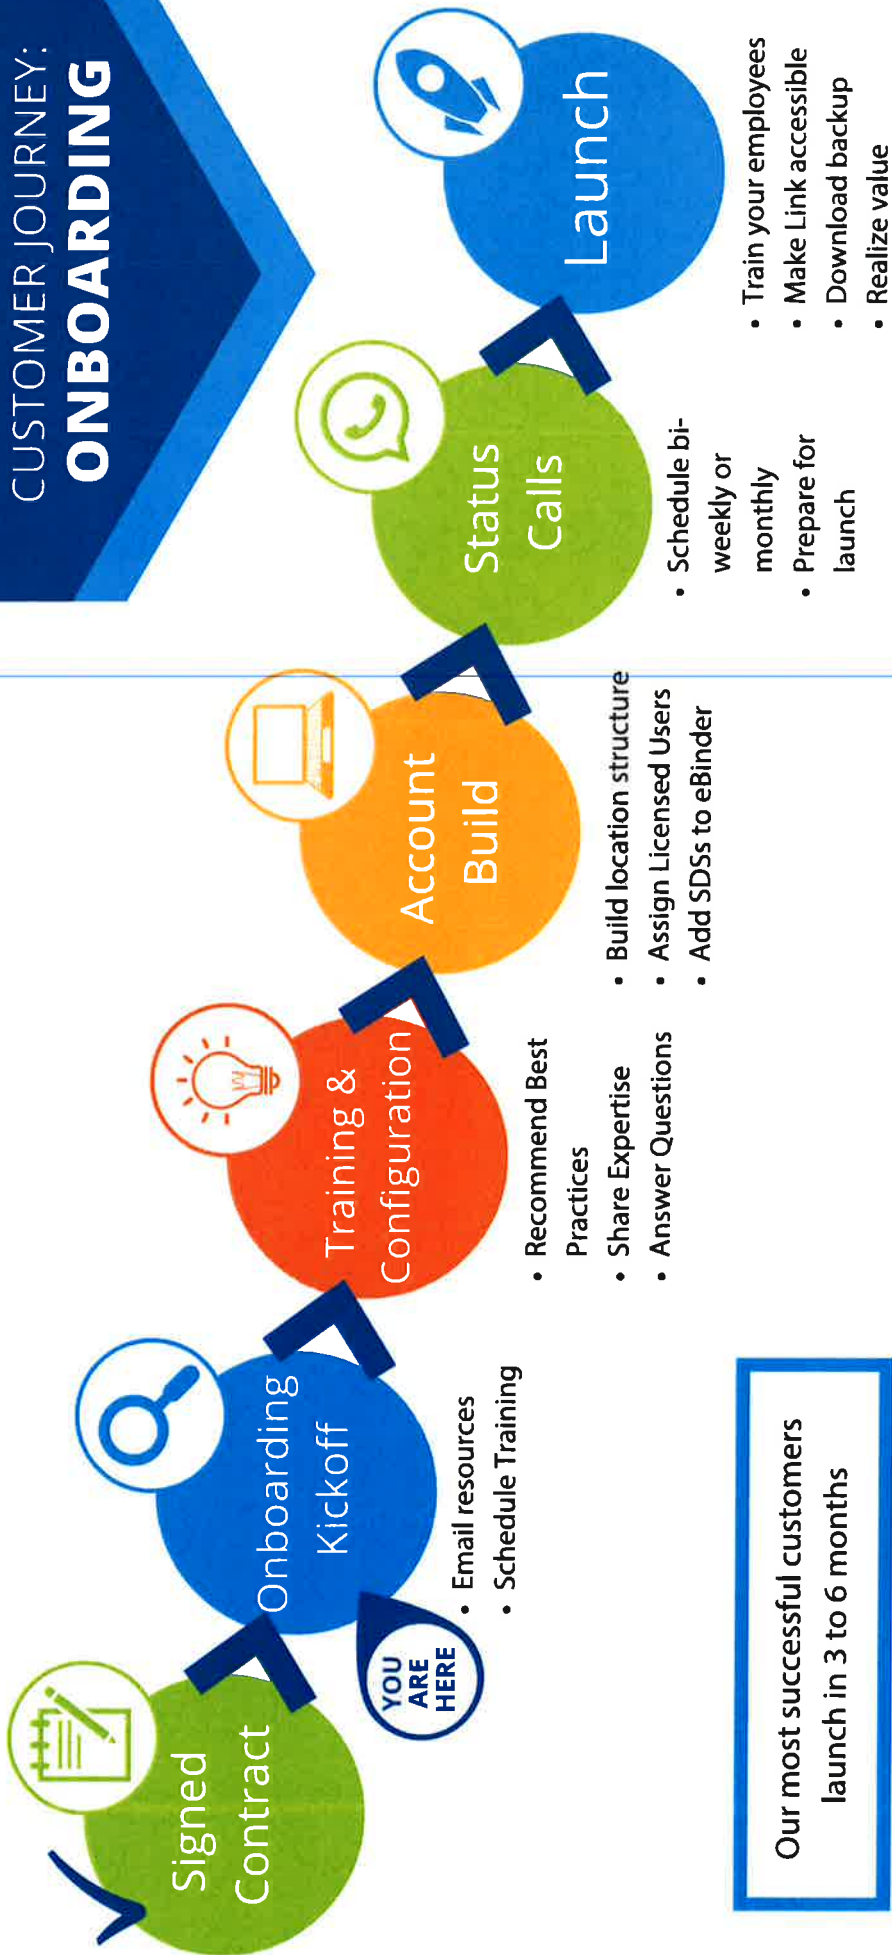 CUSTOMER JOURNEY:
ONBOARDING
Signed
Contract
YOU
ARE
HERE
Onboarding
Kickoff
• Email resources
• Schedule Training
Training &
Configuration
• Recommend Best
Practices
• Share Expertise
• Answer Questions
Account
Build
• Build location structure
• Assign Licensed Users
• Add SDSs to eBinder
Status
Calls
• Schedule bi-
weekly or
monthly
• Prepare for
launch
Launch
• Train your employees
• Make Link accessible
• Download backup
• Realize value
Our most successful customers
launch in 3 to 6 months